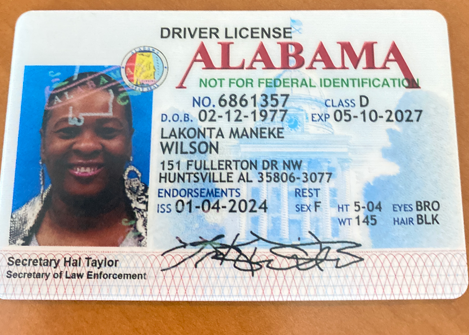 DRIVER LICENSE
ALABAMA
NOT FOR FEDERAL IDENTIFICATION
NO. 6861357 CLASS D
D.O.B. 02-12-1977 EXP 05-10-2027
LAKONTA MANEKE
WILSON
151 FULLERTON DR NW
HUNTSVILLE AL 35806-3077
ENDORSEMENTS REST
ISS 01-04-2024 SEX F HT 5-04 EYES BRO
WT 145 HAIR BLK
Secretary Hal Taylor
Secretary of Law Enforcement